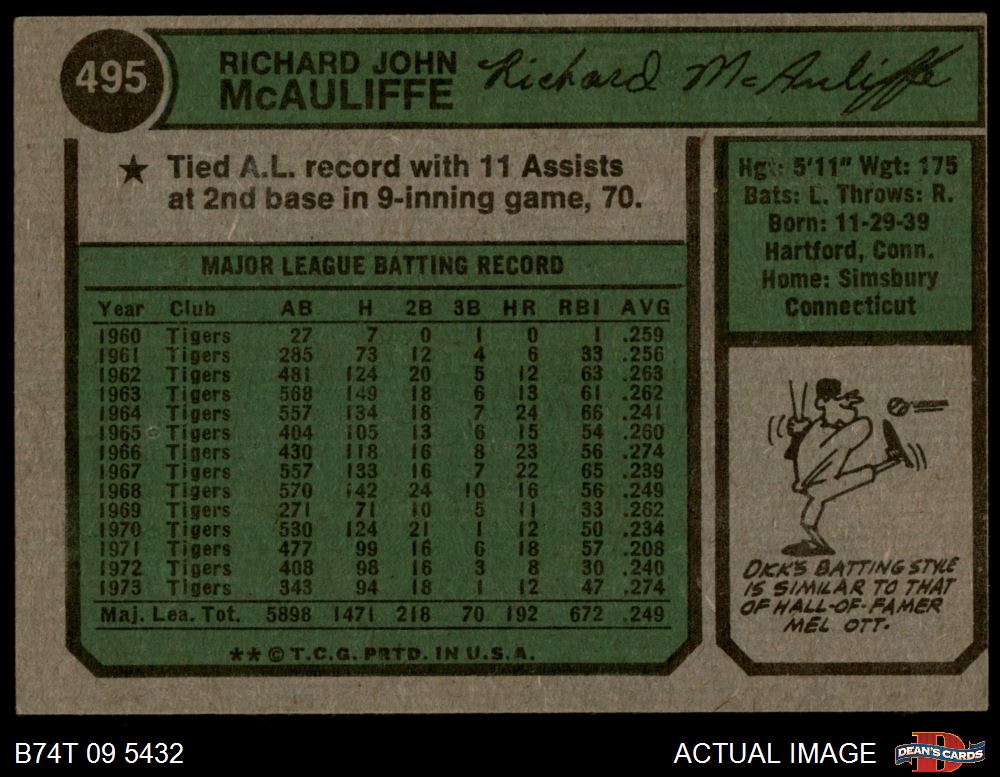 495
RICHARD JOHN
McAULIFFE
Richard McAuliffe
★ Tied A.L. record with 11 Assists
at 2nd base in 9-inning game, 70.
MAJOR LEAGUE BATTING RECORD
Year Club AB H 2B 3B HR RBI AVG
1960 Tigers 27 7 0 1 0 1 .259
1961 Tigers 285 73 12 4 6 33 .256
1962 Tigers 481 124 20 5 12 63 .263
1963 Tigers 568 149 18 6 13 61 .262
1964 Tigers 557 134 18 7 24 66 .241
1965 Tigers 404 105 13 6 15 54 .260
1966 Tigers 430 118 16 8 23 56 .274
1967 Tigers 557 133 16 7 22 65 .239
1968 Tigers 570 142 24 10 16 56 .249
1969 Tigers 271 71 10 5 11 33 .262
1970 Tigers 530 124 21 1 12 50 .234
1971 Tigers 477 99 16 6 18 57 .208
1972 Tigers 408 98 16 3 8 30 .240
1973 Tigers 343 94 18 1 12 47 .274
Maj. Lea. Tot. 5898 1471 218 70 192 672 .249
** © T.C.G. PRTD. IN U.S.A.
Hgt: 5'11" Wgt: 175
Bats: L. Throws: R.
Born: 11-29-39
Hartford, Conn.
Home: Simsbury
Connecticut
DICK'S BATTING STYLE
IS SIMILAR TO THAT
OF HALL-OF-FAMER
MEL OTT.
B74T 09 5432
ACTUAL IMAGE
DEAN'S CARDS